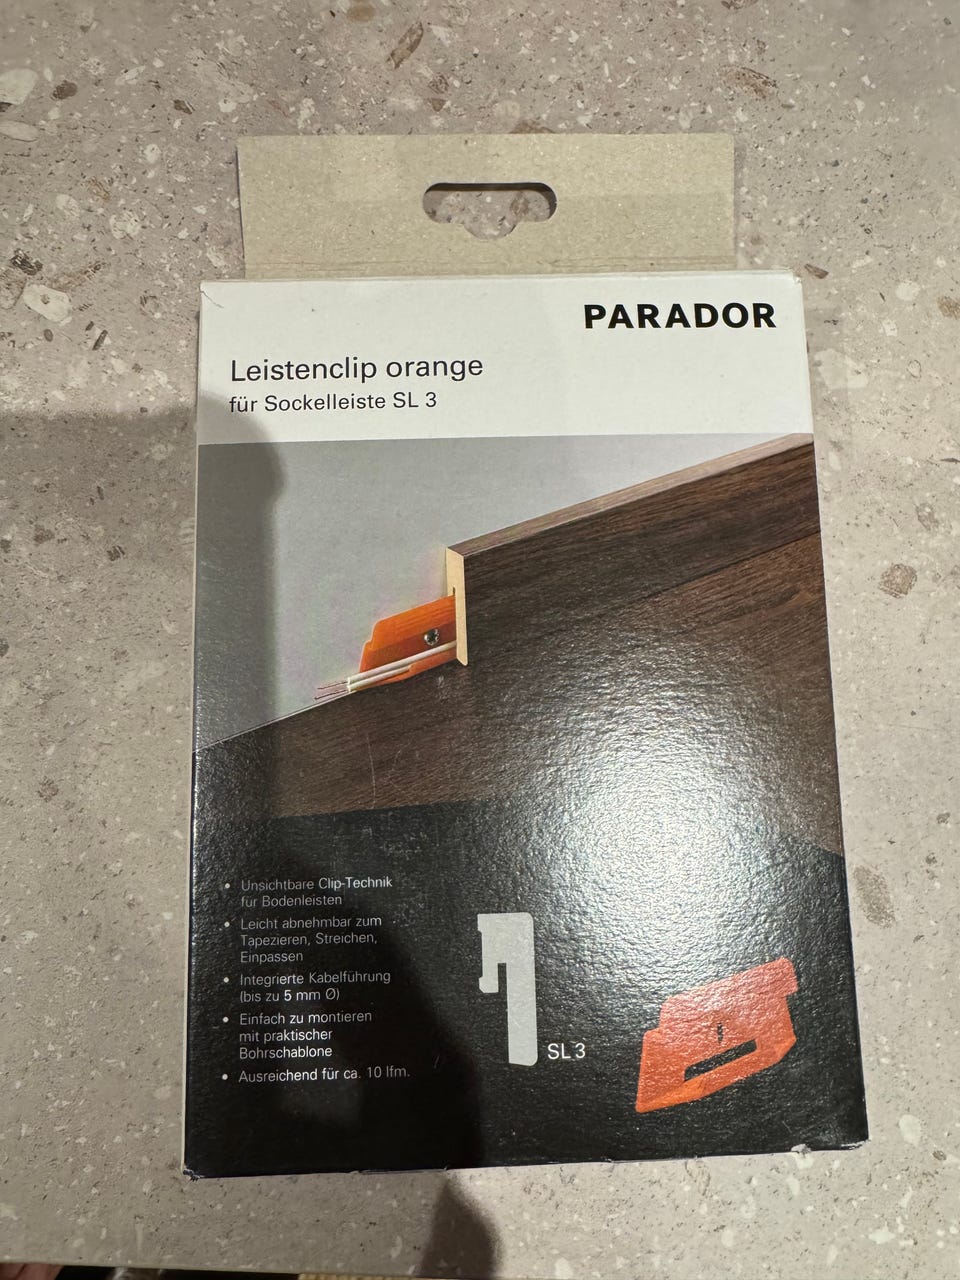 PARADOR
Leistenclip orange
für Sockelleiste SL 3
• Unsichtbare Clip-Technik
für Bodenleisten
• Leicht abnehmbar zum
Tapezieren, Streichen,
Einpassen
• Integrierte Kabelführung
(bis zu 5 mm Ø)
• Einfach zu montieren
mit praktischer
Bohrschablone
• Ausreichend für ca. 10 lfm.
SL 3